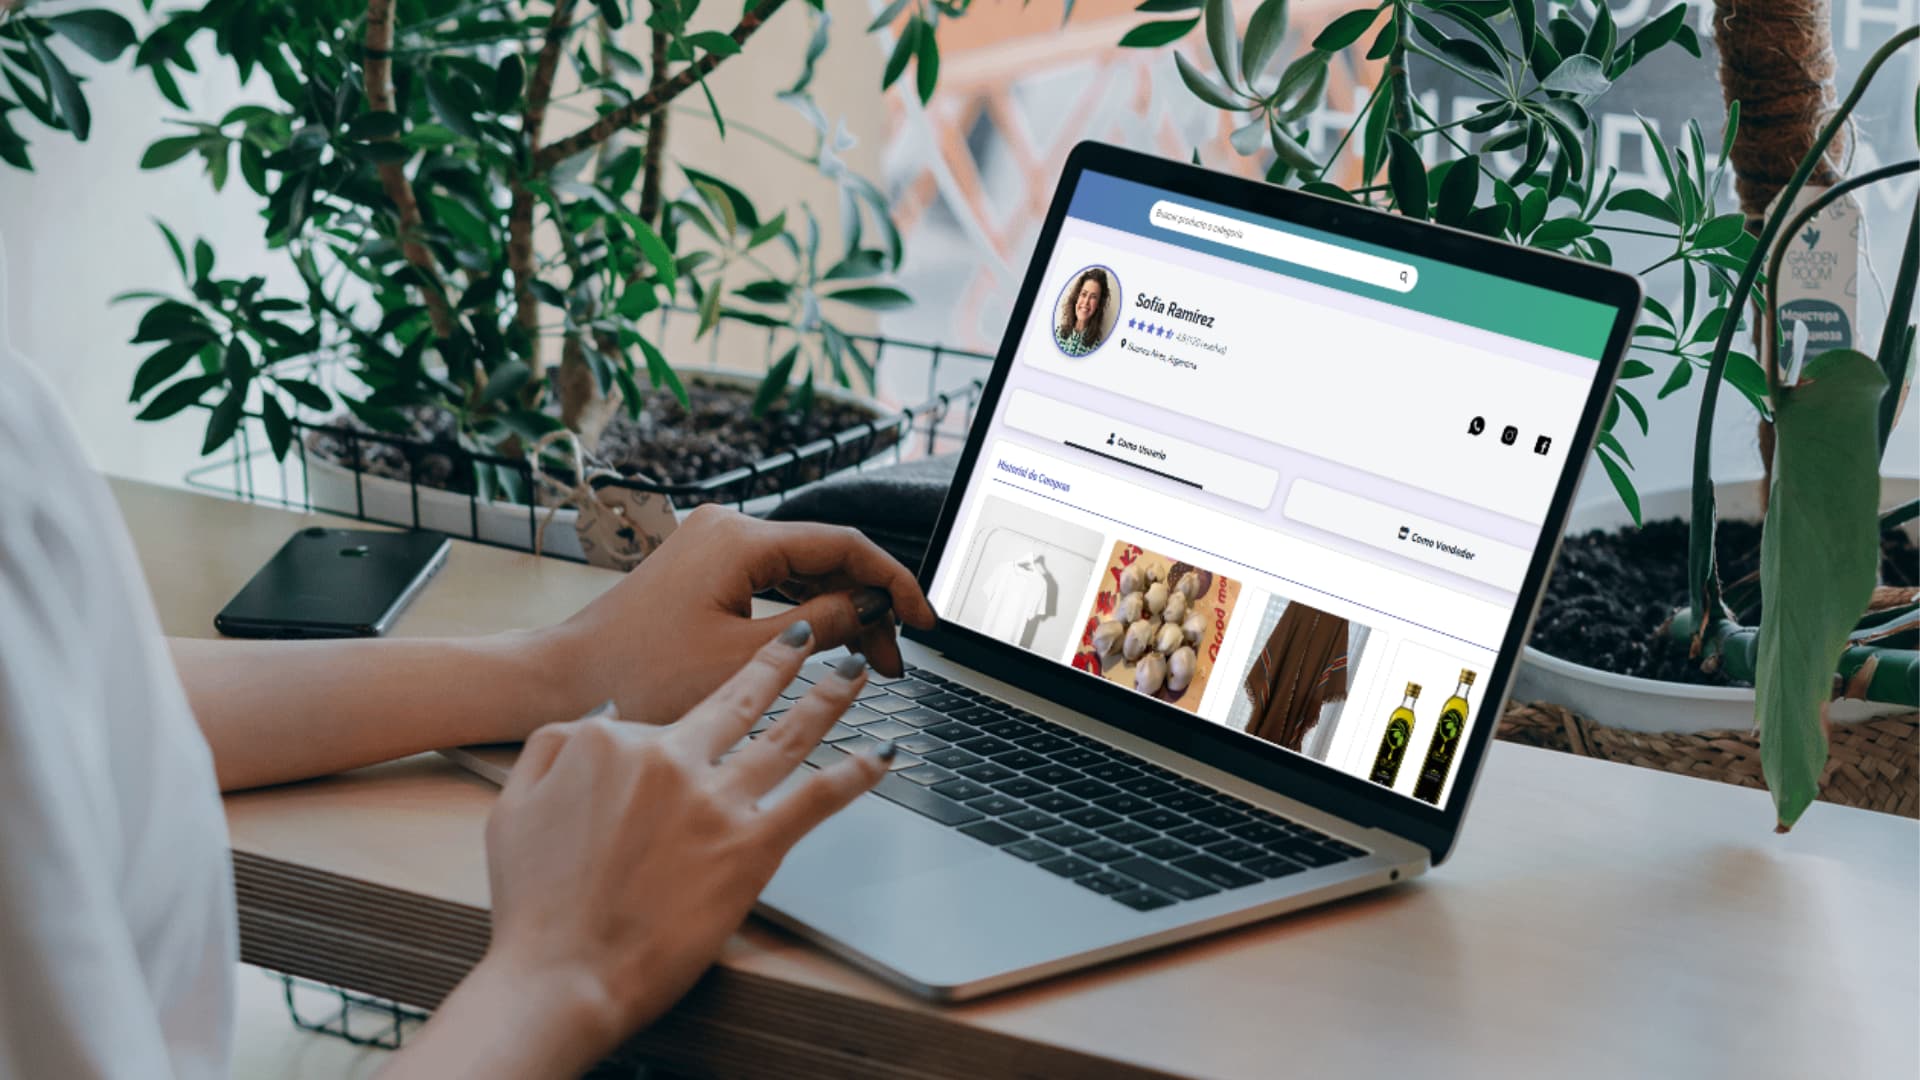 Buscar producto o categoría
Sofía Ramírez
4.8 (120 reseñas)
Buenos Aires, Argentina
Como Usuario
Como Vendedor
Historial de Compras
Good mo
GARDEN
ROOM
Монстера